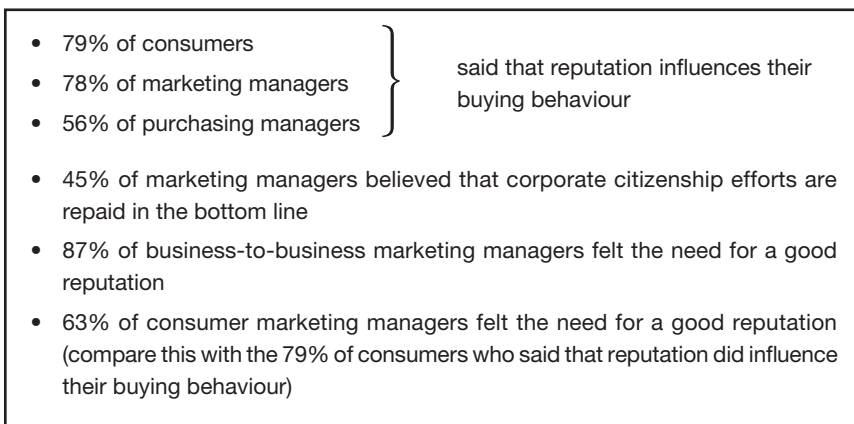 • 79% of consumers
• 78% of marketing managers
• 56% of purchasing managers
said that reputation influences their
buying behaviour
• 45% of marketing managers believed that corporate citizenship efforts are
repaid in the bottom line
• 87% of business-to-business marketing managers felt the need for a good
reputation
• 63% of consumer marketing managers felt the need for a good reputation
(compare this with the 79% of consumers who said that reputation did influence
their buying behaviour)